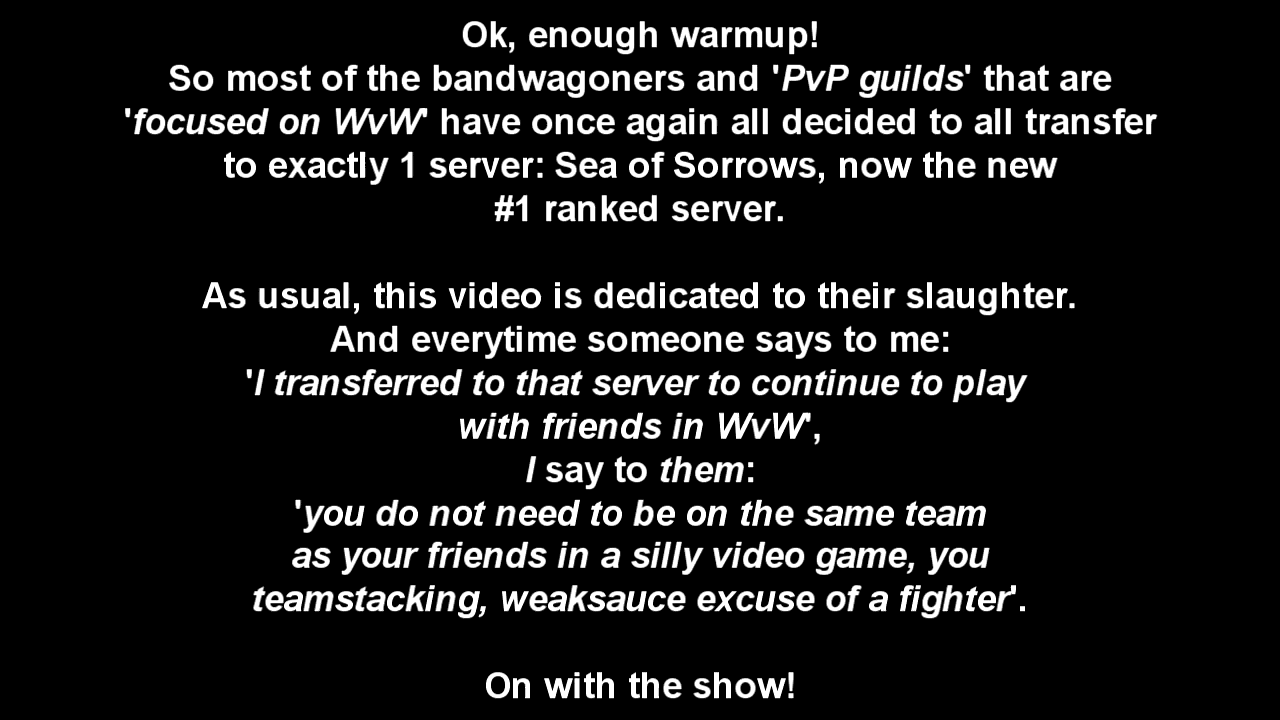 Ok, enough warmup!
So most of the bandwagoners and 'PvP guilds' that are
'focused on WvW' have once again all decided to all transfer
to exactly 1 server: Sea of Sorrows, now the new
#1 ranked server.
As usual, this video is dedicated to their slaughter.
And everytime someone says to me:
'I transferred to that server to continue to play
with friends in WvW',
I say to them:
'you do not need to be on the same team
as your friends in a silly video game, you
teamstacking, weaksauce excuse of a fighter'.
On with the show!